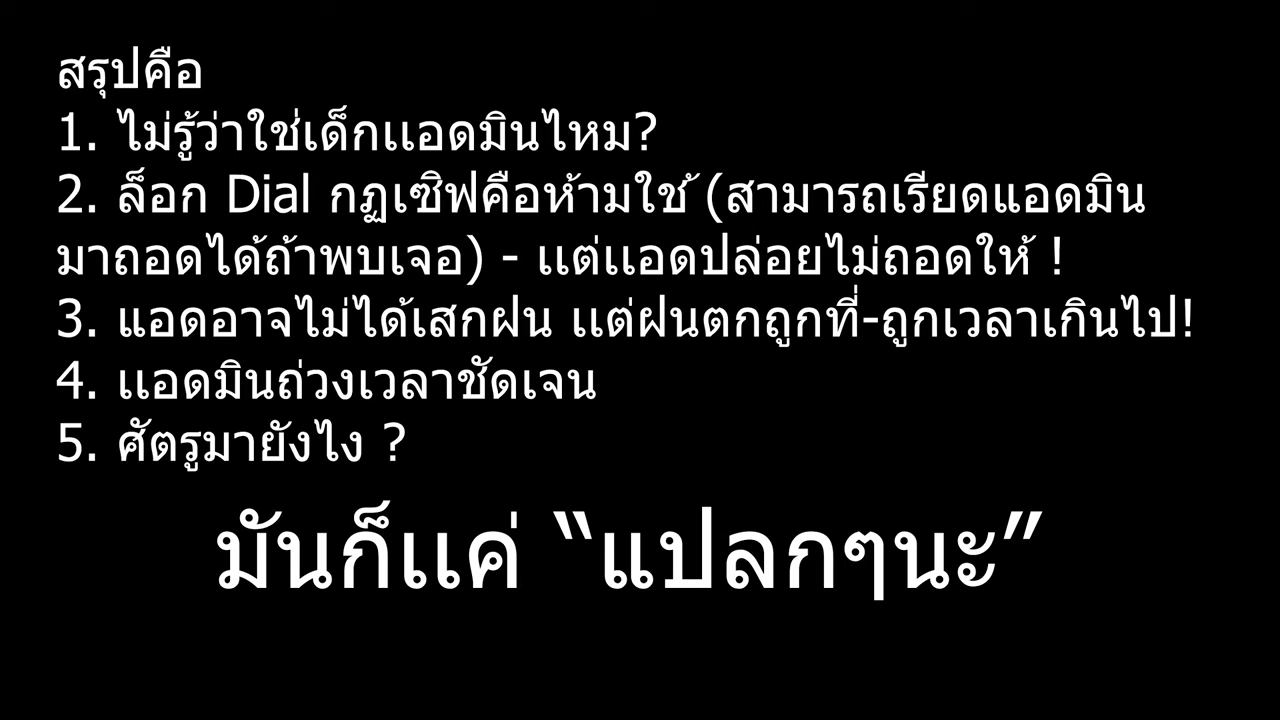 สรุปคือ
1. ไม่รู้ว่าใช่เด็กแอดมินไหม?
2. ล็อก Dial กฏเซิฟคือห้ามใช้ (สามารถเรียดแอดมิน
มาถอดได้ถ้าพบเจอ) - แต่แอดปล่อยไม่ถอดให้ !
3. แอดอาจไม่ได้เสกฝน แต่ฝนตกถูกที่-ถูกเวลาเกินไป!
4. แอดมินถ่วงเวลาชัดเจน
5. ศัตรูมายังไง ?
มันก็แค่ “แปลกๆนะ”